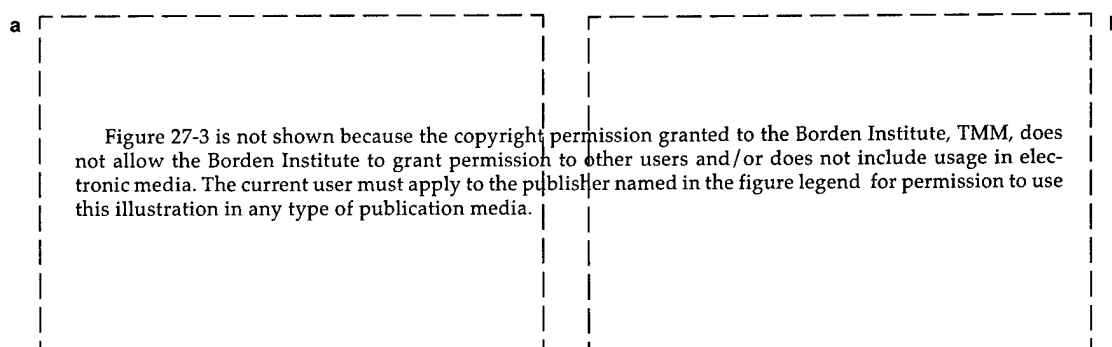 a
Figure 27-3 is not shown because the copyright permission granted to the Borden Institute, TMM, does
not allow the Borden Institute to grant permission to other users and/or does not include usage in elec-
tronic media. The current user must apply to the publisher named in the figure legend for permission to use
this illustration in any type of publication media.